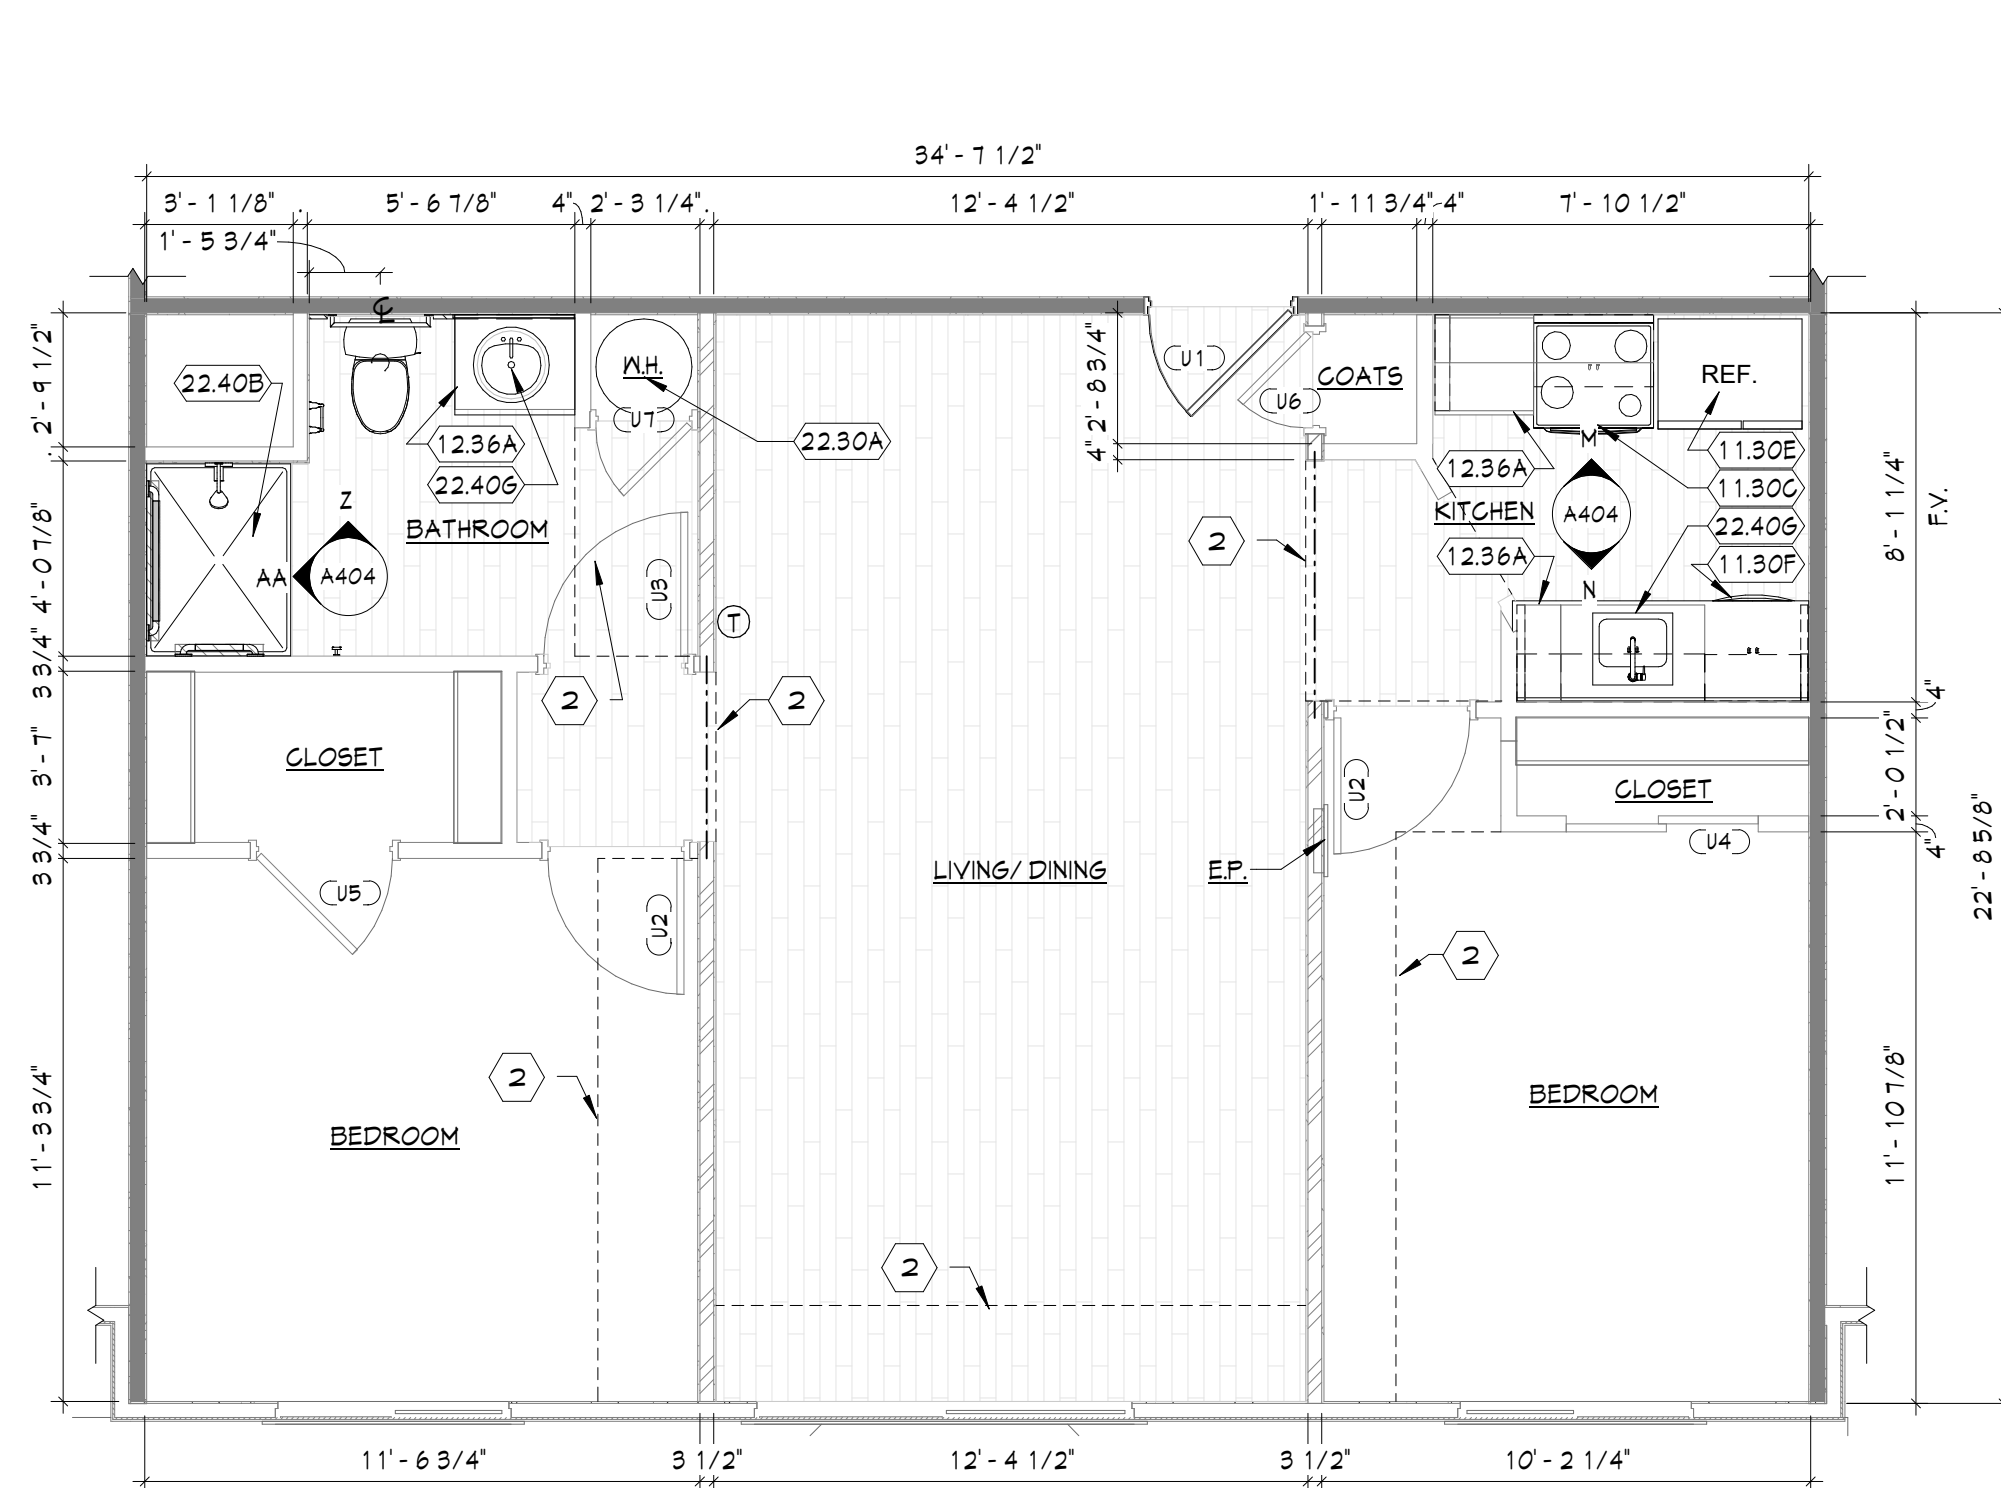 34' - 7 1/2"
3' - 1 1/8" . 5' - 6 7/8" 4" 2' - 3 1/4" . 12' - 4 1/2" 1' - 11 3/4" 4" 7' - 10 1/2"
1' - 5 3/4"
℄
2' - 9 1/2"
.
4' - 0 7/8"
3 3/4"
3' - 7"
3 3/4"
11' - 3 3/4"
22.40B
W.H.
U7
12.36A
22.40G
22.30A
Z
BATHROOM
AA
A404
U3
T
2
2
CLOSET
U5
U2
2
BEDROOM
2' - 8 3/4"
4"
U1
U6
COATS
REF.
" "
M
12.36A
11.30E
11.30C
22.40G
11.30F
KITCHEN
A404
12.36A
N
2
LIVING/ DINING
E.P.
U2
CLOSET
U4
2
BEDROOM
2
8' - 1 1/4"
F.V.
4"
2' - 0 1/2"
4"
11' - 10 7/8"
22' - 8 5/8"
11' - 6 3/4" 3 1/2" 12' - 4 1/2" 3 1/2" 10' - 2 1/4"